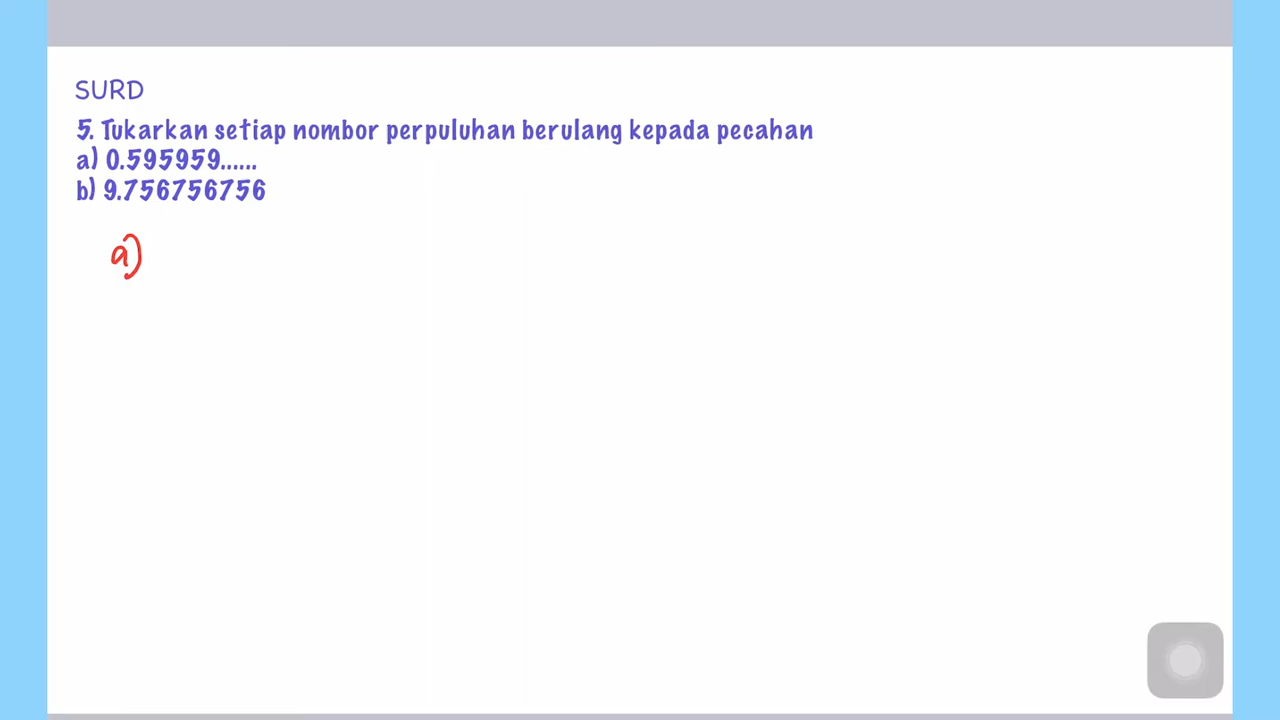 SURD
5. Tukarkan setiap nombor perpuluhan berulang kepada pecahan
a) 0.595959......
b) 9.756756756
a)